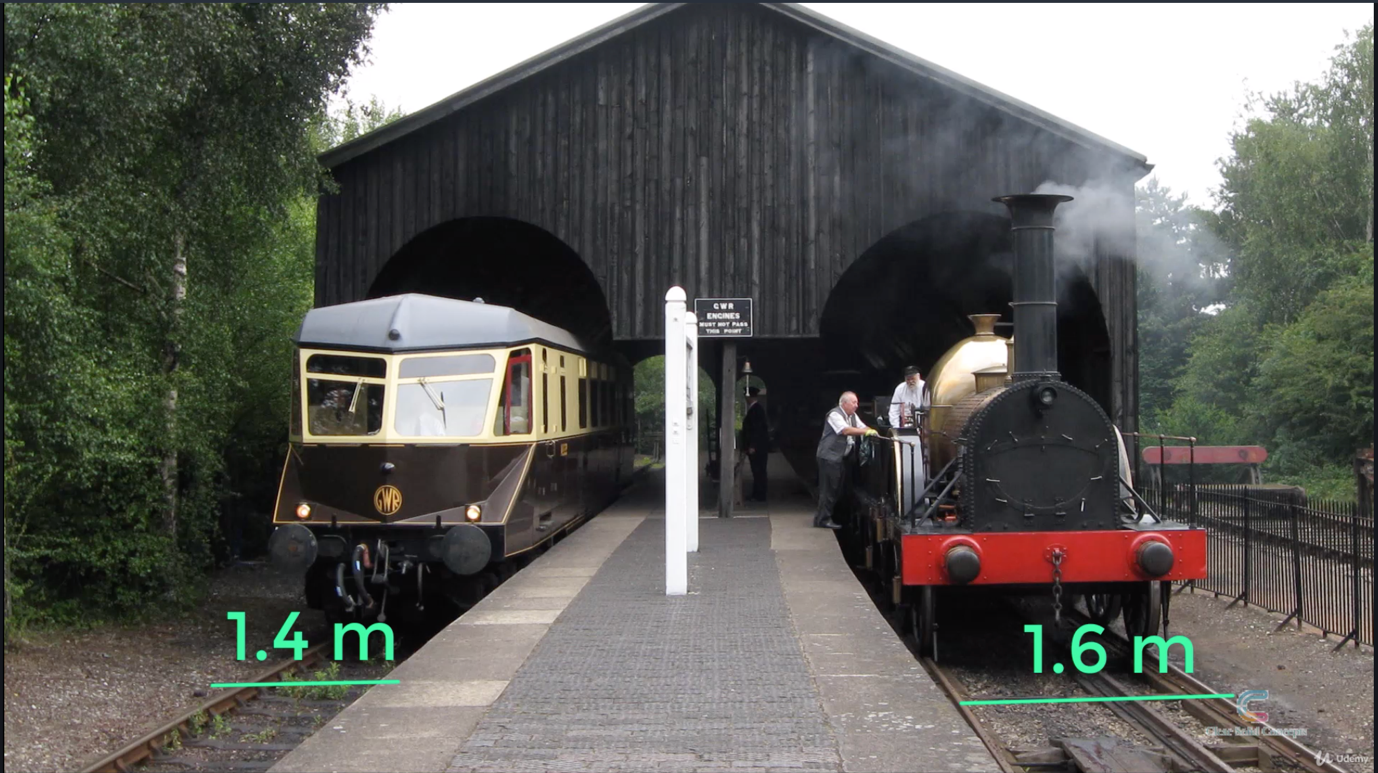 GWR
ENGINES
MUST NOT PASS
THIS POINT
GWR
1.4 m
1.6 m
Udemy